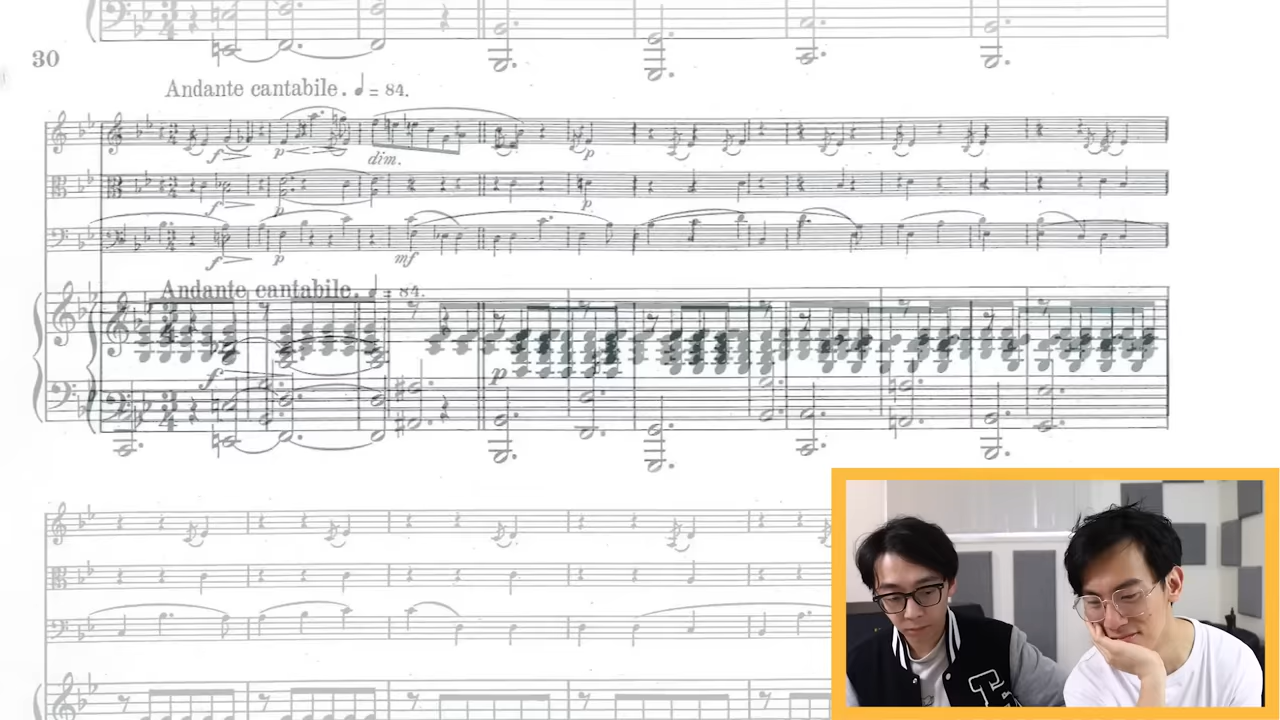 30
Andante cantabile. ♩ = 84.
f p dim.
p
f p
p
f p mf
Andante cantabile. ♩ = 84.
f
p